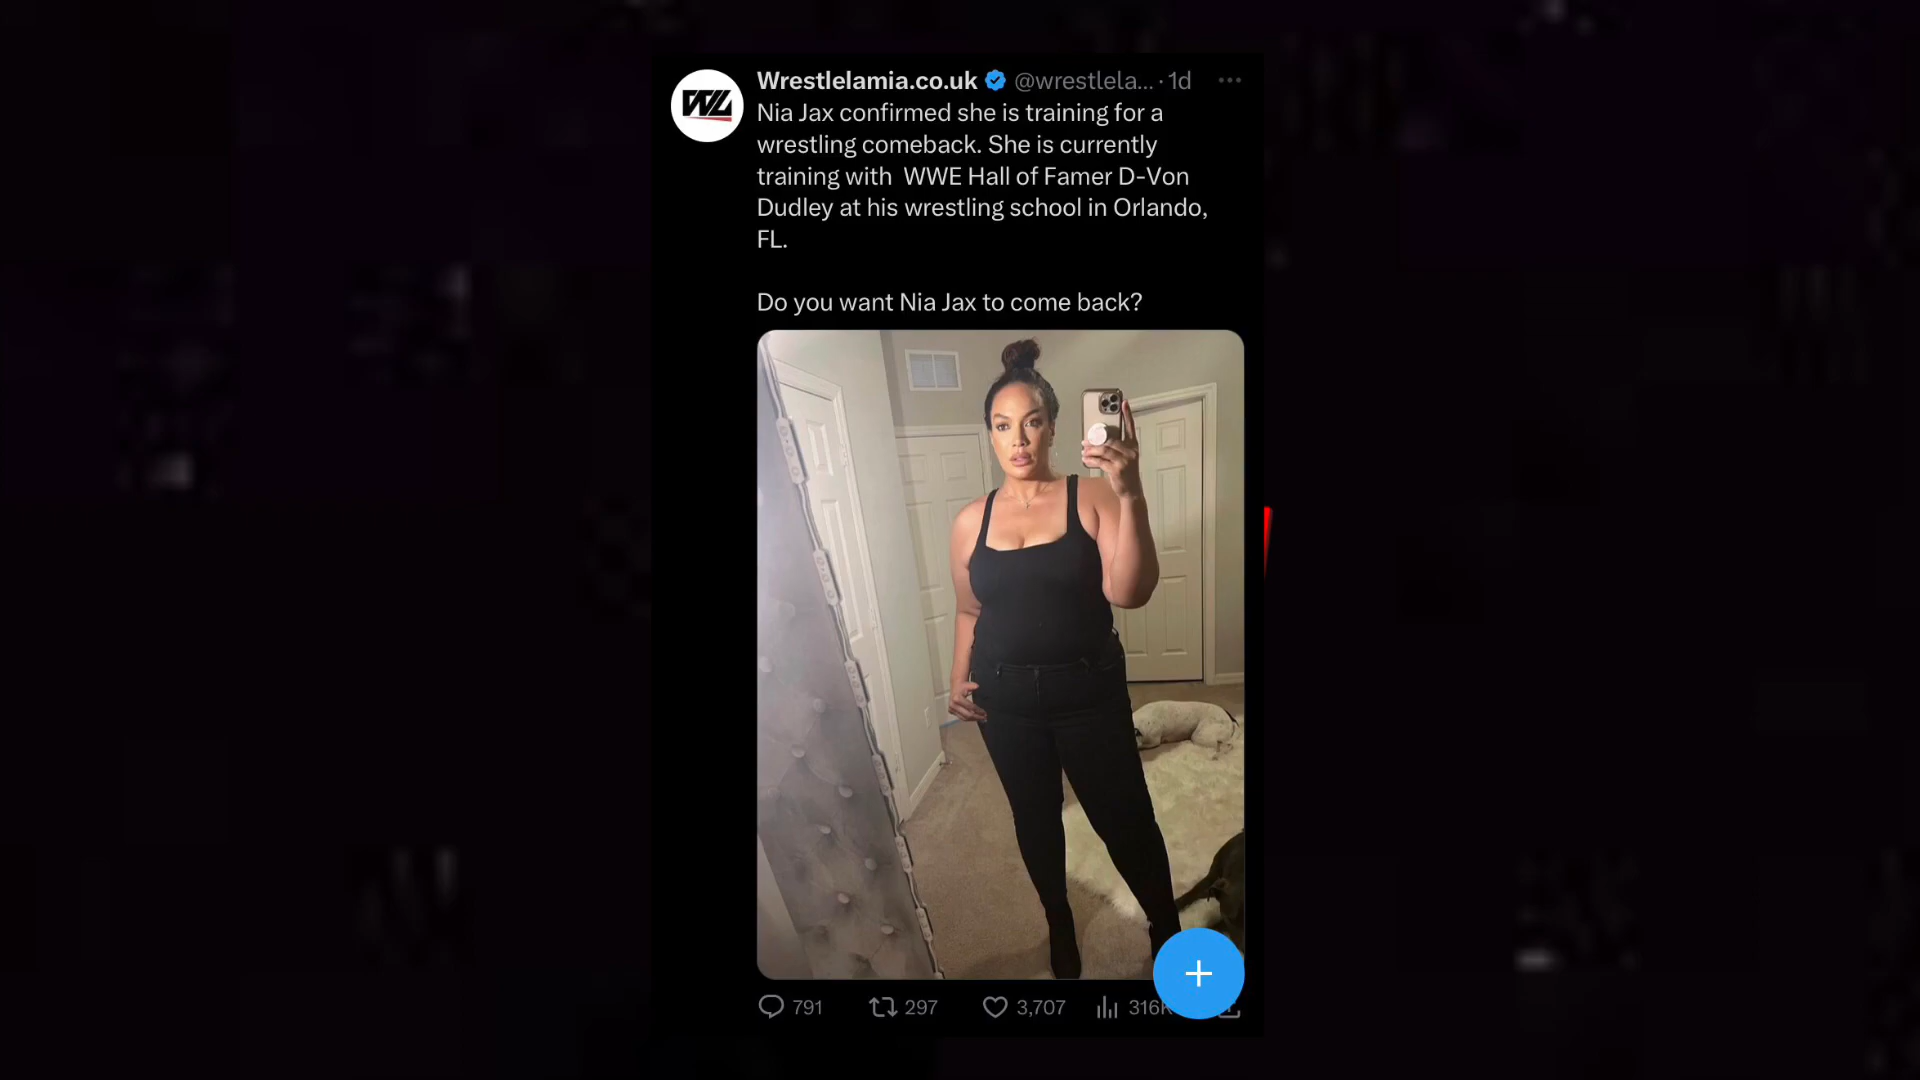 Wrestlelamia.co.uk @wrestlela... · 1d
WL
Nia Jax confirmed she is training for a
wrestling comeback. She is currently
training with WWE Hall of Famer D-Von
Dudley at his wrestling school in Orlando,
FL.
Do you want Nia Jax to come back?
791 297 3,707 316K